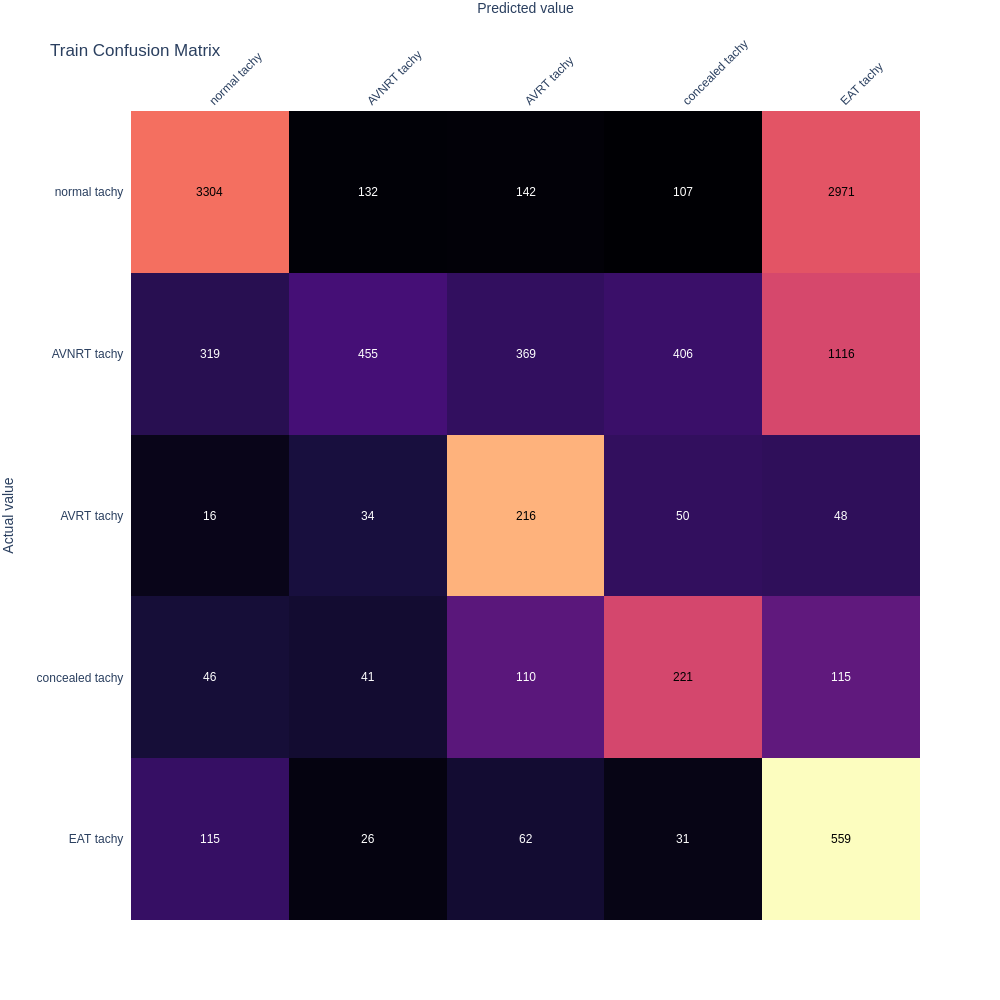 Predicted value
Train Confusion Matrix
normal tachy AVNRT tachy AVRT tachy concealed tachy EAT tachy
normal tachy 3304 132 142 107 2971
AVNRT tachy 319 455 369 406 1116
AVRT tachy 16 34 216 50 48
Actual value
concealed tachy 46 41 110 221 115
EAT tachy 115 26 62 31 559